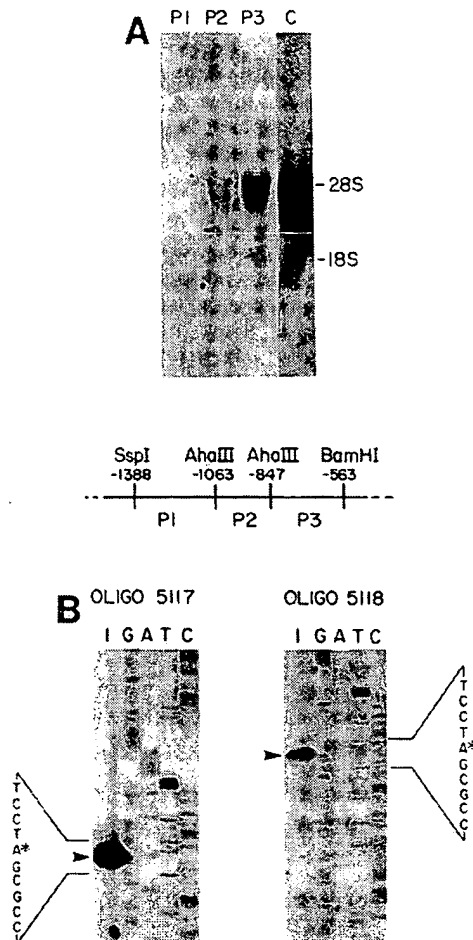 A
P1 P2 P3 C
-28S
-18S
SspI AhaIII AhaIII BamHI
-1388 -1063 -847 -563
P1 P2 P3
B
OLIGO 5117
I G A T C
T
C
C
T
A*
G
C
G
C
C
OLIGO 5118
I G A T C
T
C
C
T
A*
G
C
G
C
C